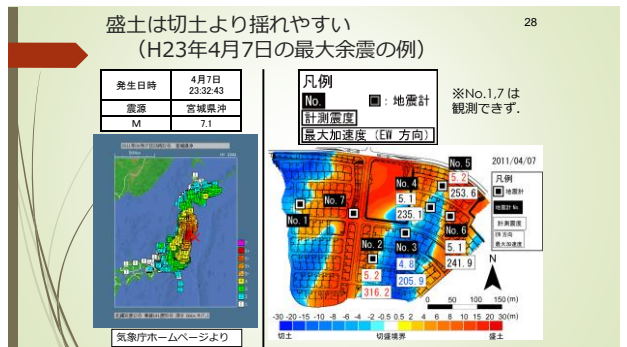 盛土は切土より揺れやすい
（H23年4月7日の最大余震の例）
28
発生日時
4月7日
23:32:43
震源
宮城県沖
M
7.1
凡例
No.
：地震計
計測震度
最大加速度（EW 方向）
※No.1,7 は
観測できず.
気象庁ホームページより
2011/04/07
凡例
地震計
地震計 No.
計測震度
EW 方向
最大加速度
No. 5
5.2
253.6
No. 4
5.1
235.1
No. 7
No. 1
No. 6
5.1
241.9
No. 2
5.2
316.2
No. 3
4.8
205.9
N
0 50 100 150(m)
-30 -20 -15 -10 -8 -6 -4 -2 -0.5 0.5 2 4 6 8 10 15 20 30(m)
切土
切盛境界
盛土